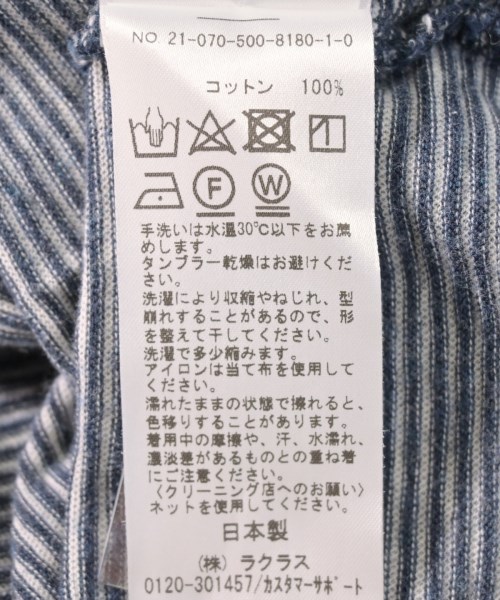 NO. 21-070-500-8180-1-0
コットン 100%
F
W
手洗いは水温30℃以下をお薦
めします。
タンブラー乾燥はお避けくだ
さい。
洗濯により収縮やねじれ、型
崩れすることがあるので、形
を整えて干してください。
洗濯で多少縮みます。
アイロンは当て布を使用して
ください。
濡れたままの状態で擦れると、
色移りすることがあります。
着用中の摩擦や、汗、水濡れ、
濃淡差があるものとの重ね着
にご注意ください。
〈クリーニング店へのお願い〉
ネットを使用してください。
日本製
(株) ラクラス
0120-301457/カスタマーサポート